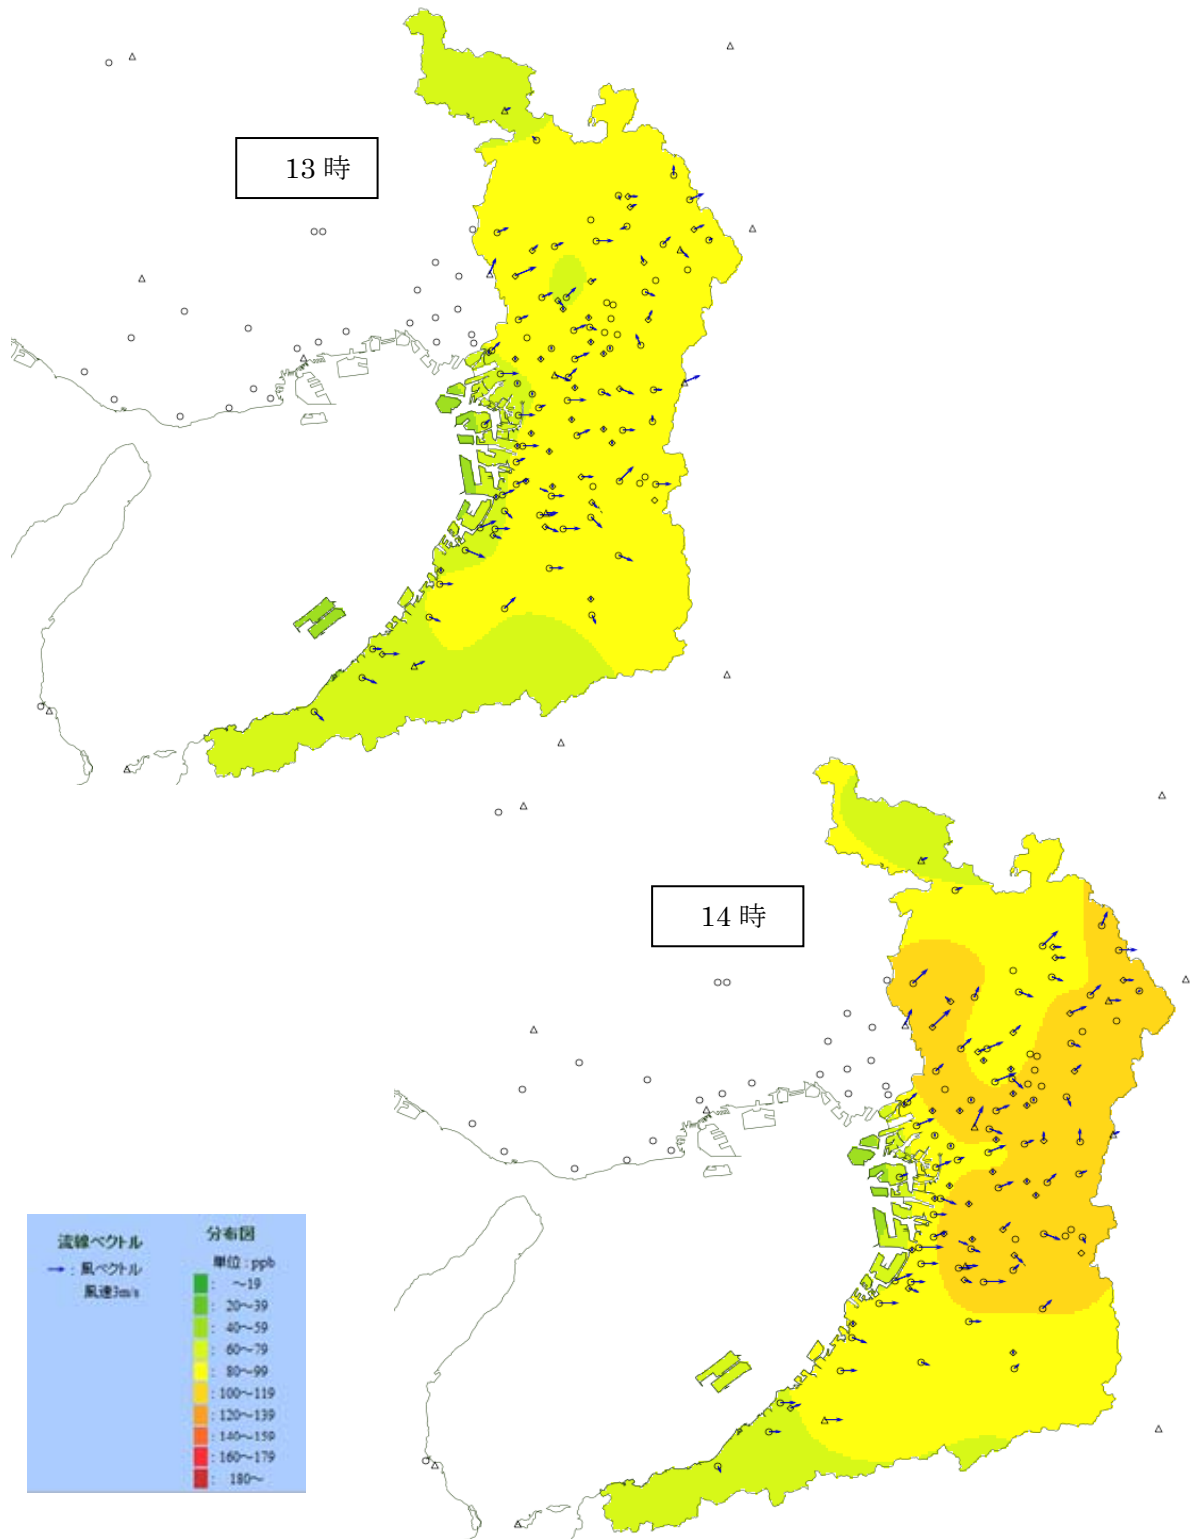 13 時
14 時
流線ベクトル
→ : 風ベクトル
風速3m/s
分布図
単位 : ppb
: ～19
: 20～39
: 40～59
: 60～79
: 80～99
: 100～119
: 120～139
: 140～159
: 160～179
: 180～